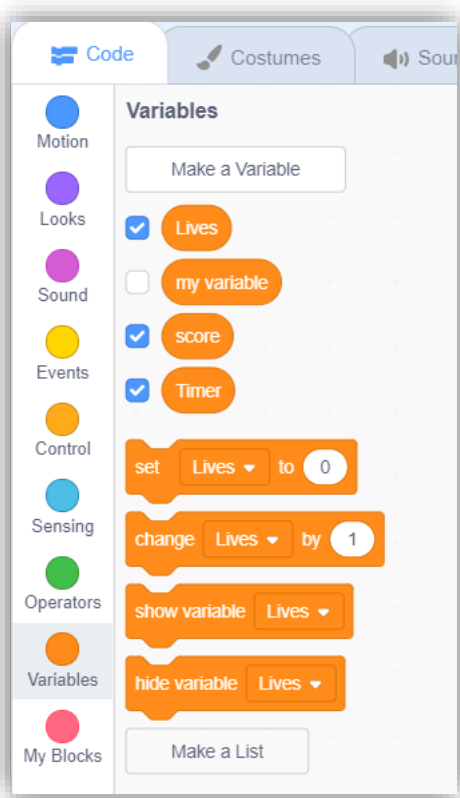 Code Costumes Sour
Motion
Looks
Sound
Events
Control
Sensing
Operators
Variables
My Blocks
Variables
Make a Variable
Lives
my variable
score
Timer
set Lives to 0
change Lives by 1
show variable Lives
hide variable Lives
Make a List